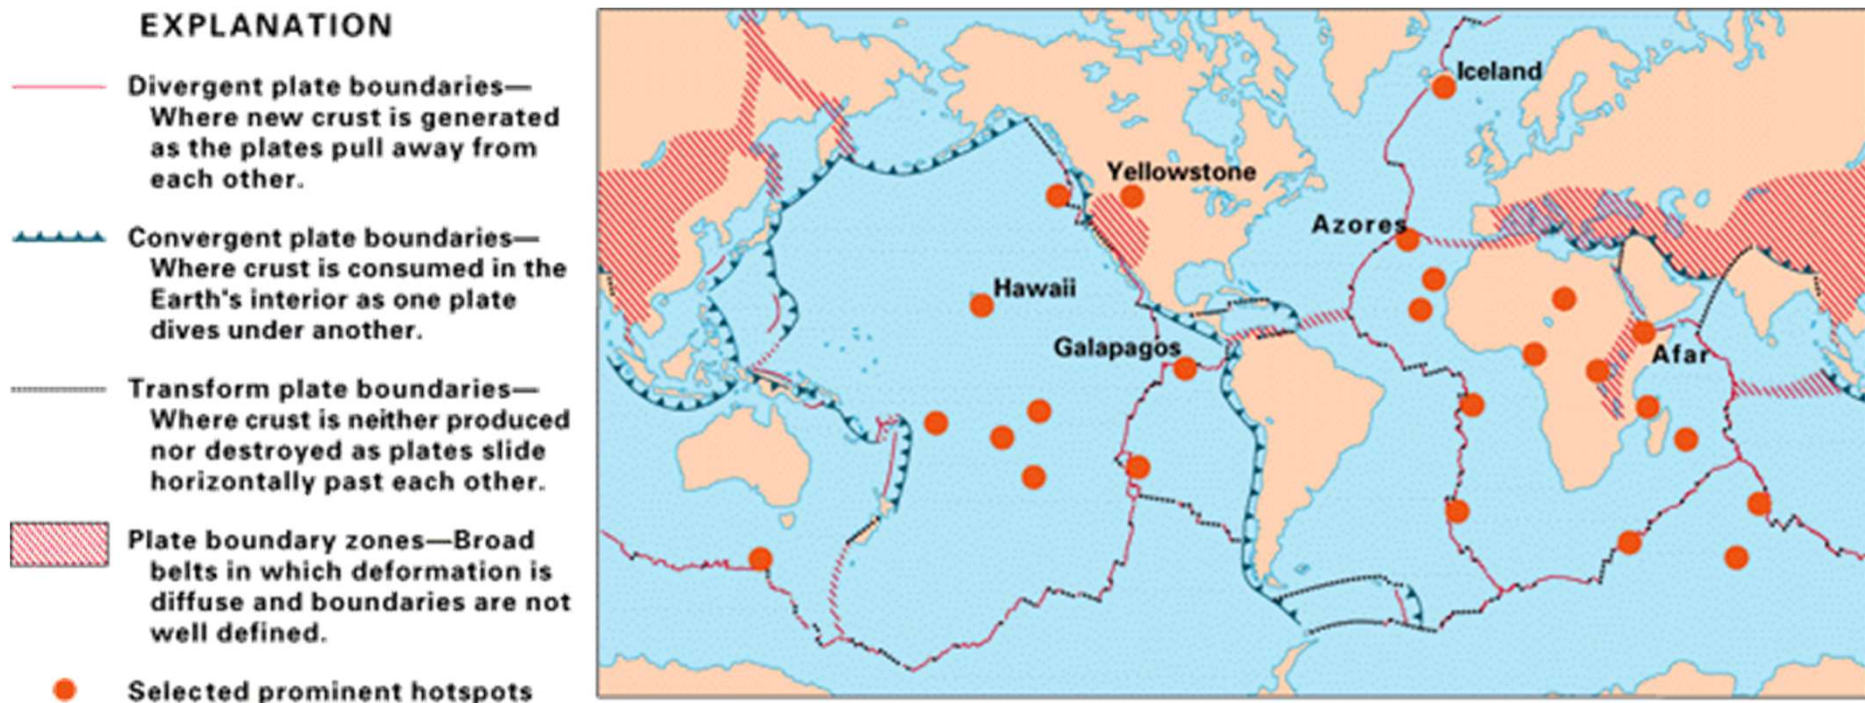 EXPLANATION
Divergent plate boundaries—
Where new crust is generated
as the plates pull away from
each other.
Convergent plate boundaries—
Where crust is consumed in the
Earth's interior as one plate
dives under another.
Transform plate boundaries—
Where crust is neither produced
nor destroyed as plates slide
horizontally past each other.
Plate boundary zones—Broad
belts in which deformation is
diffuse and boundaries are not
well defined.
Selected prominent hotspots
Iceland
Yellowstone
Azores
Hawaii
Galapagos
Afar